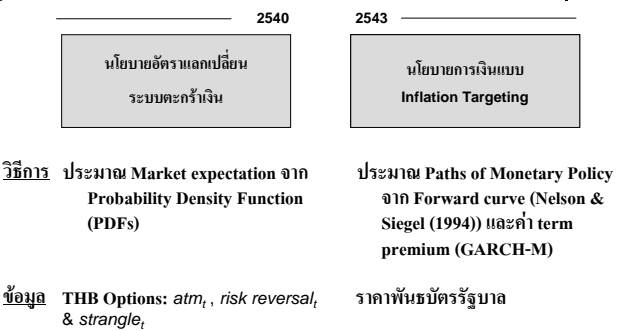 2540 2543
นโยบายอัตราแลกเปลี่ยน
ระบบตะกร้าเงิน
นโยบายการเงินแบบ
Inflation Targeting
วิธีการ ประมาณ Market expectation จาก
Probability Density Function
(PDFs)
ประมาณ Paths of Monetary Policy
จาก Forward curve (Nelson &
Siegel (1994)) และค่า term
premium (GARCH-M)
ข้อมูล THB Options: atmt , risk reversalt
& stranglet
ราคาพันธบัตรรัฐบาล